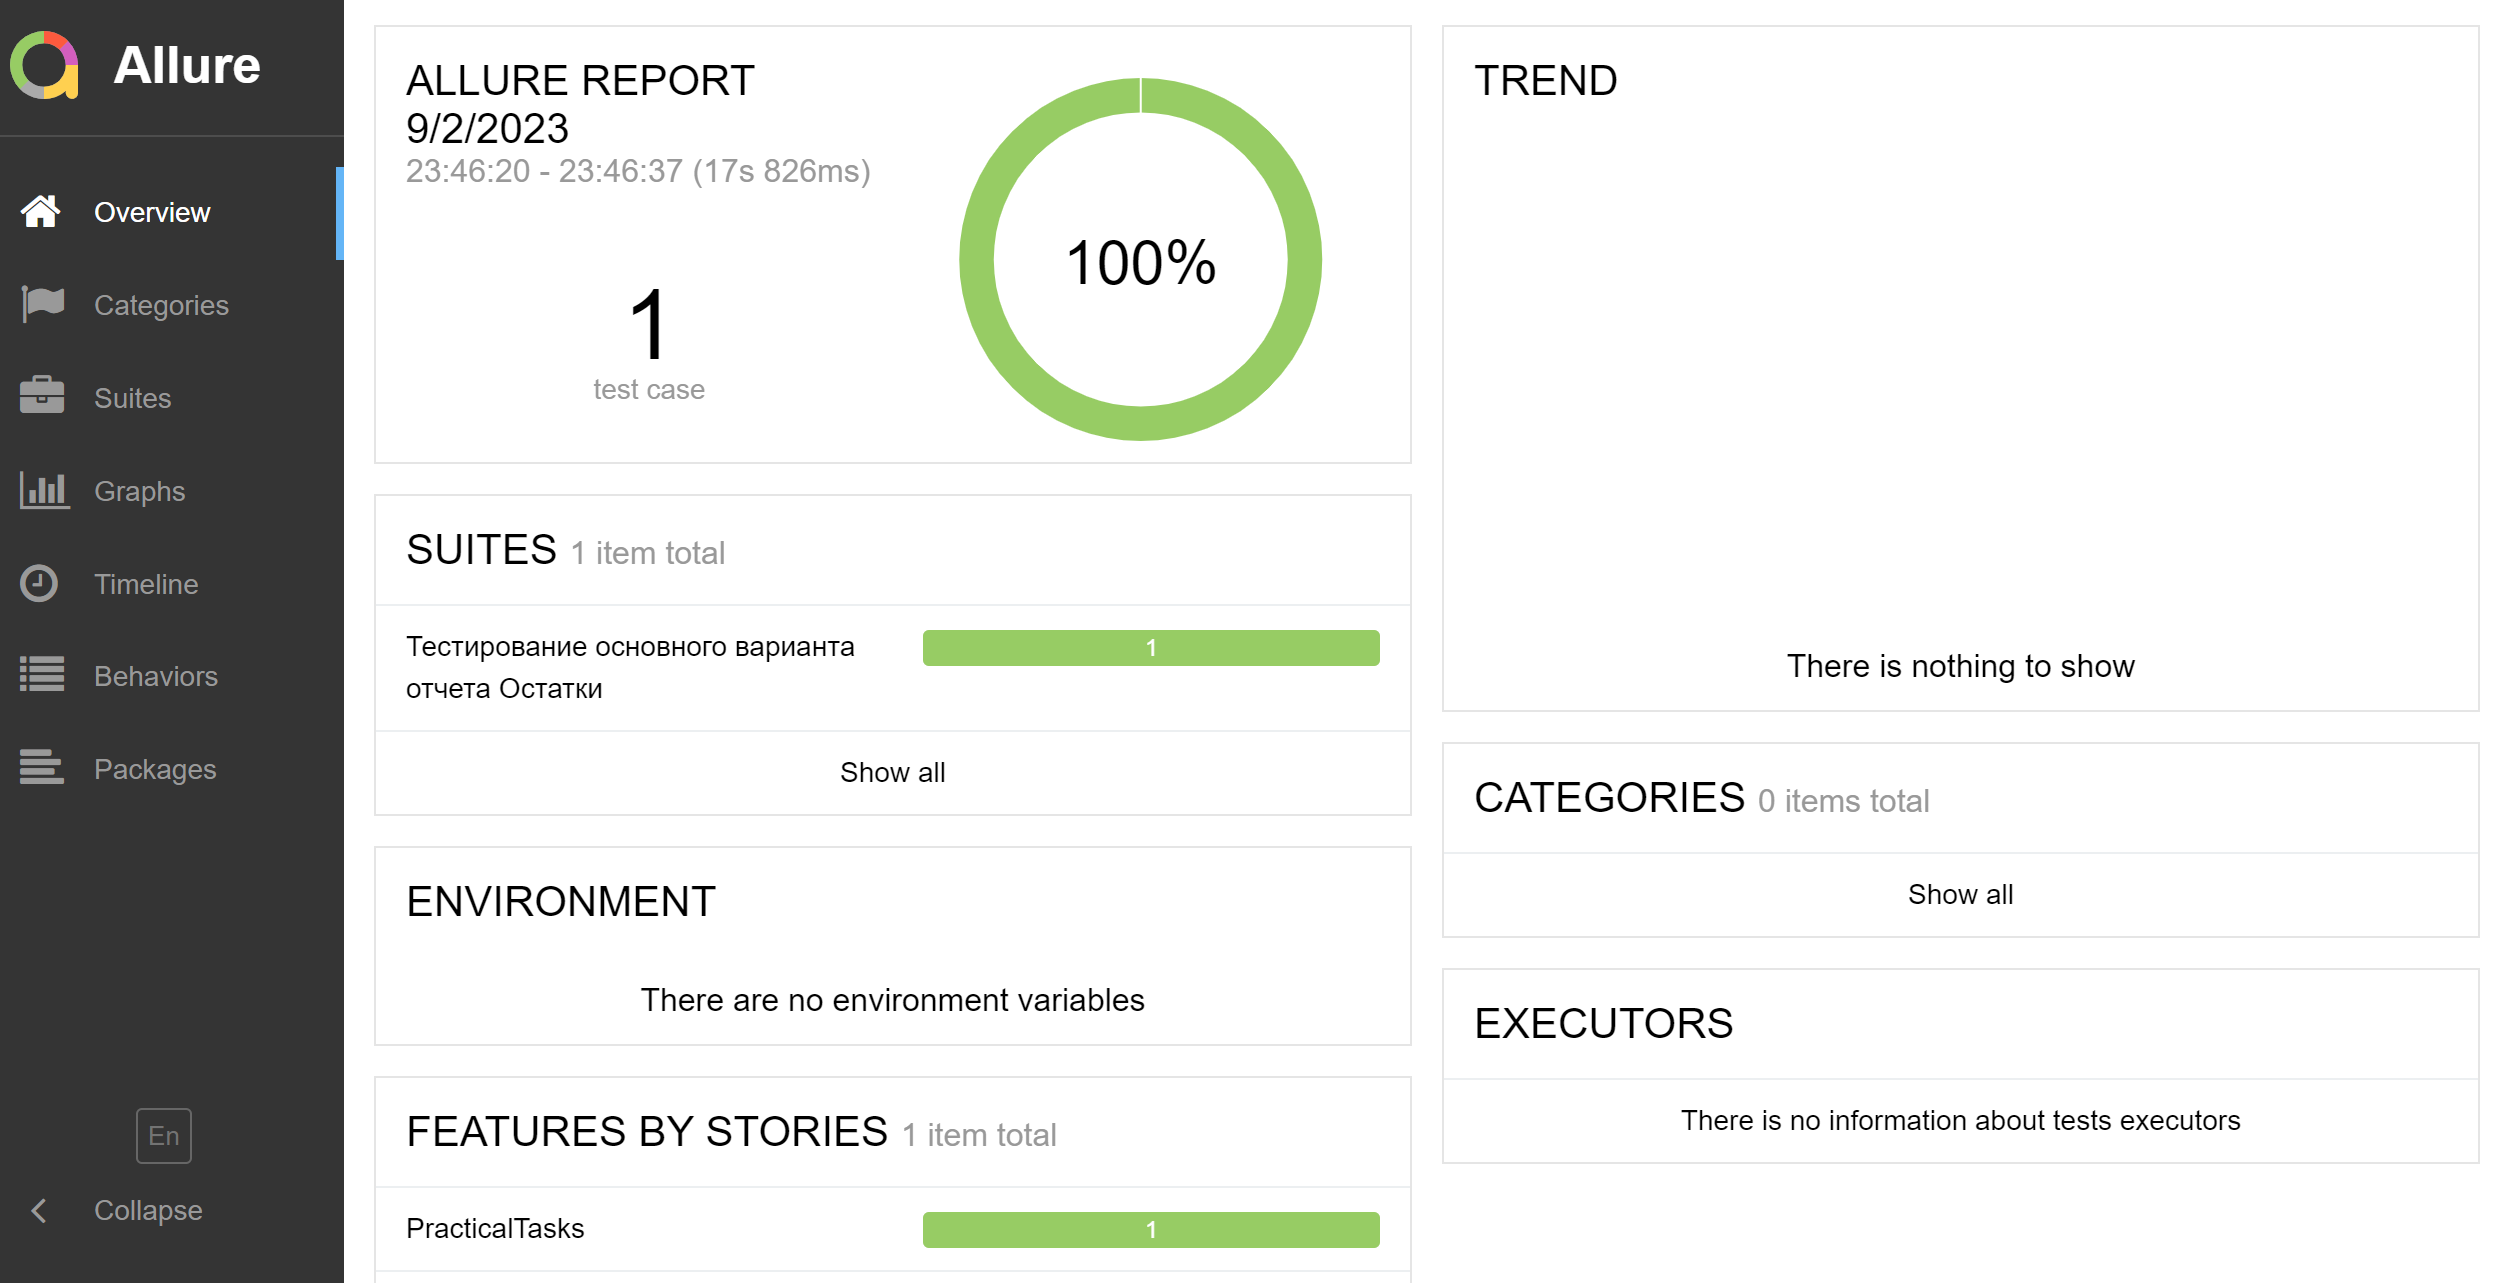 Allure
Overview
Categories
Suites
Graphs
Timeline
Behaviors
Packages
En
Collapse
ALLURE REPORT
9/2/2023
23:46:20 - 23:46:37 (17s 826ms)
1
test case
100%
SUITES 1 item total
Тестирование основного варианта
отчета Остатки
1
Show all
ENVIRONMENT
There are no environment variables
FEATURES BY STORIES 1 item total
PracticalTasks
1
TREND
There is nothing to show
CATEGORIES 0 items total
Show all
EXECUTORS
There is no information about tests executors